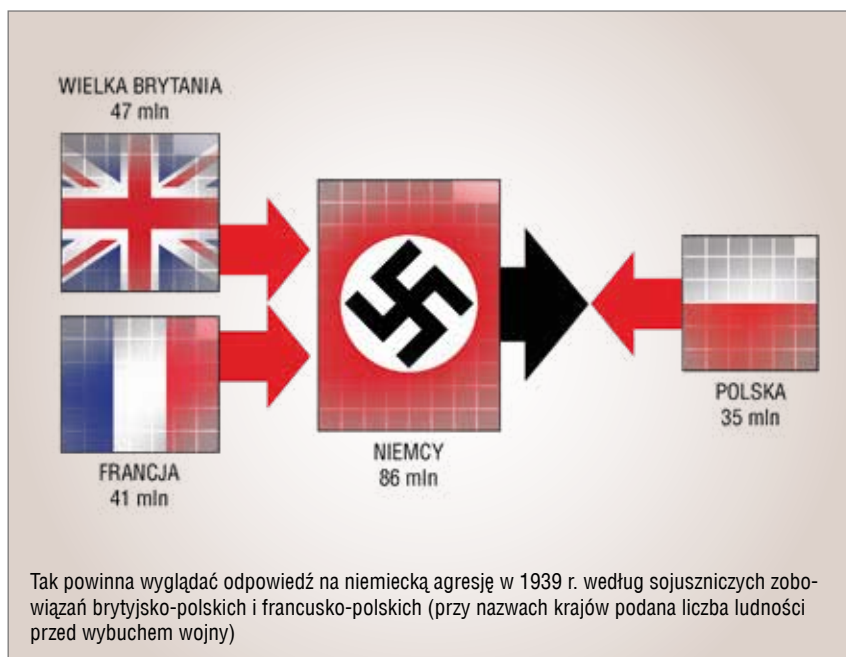 WIELKA BRYTANIA
47 mln
FRANCJA
41 mln
NIEMCY
86 mln
POLSKA
35 mln
Tak powinna wyglądać odpowiedź na niemiecką agresję w 1939 r. według sojuszniczych zobo-
wiązań brytyjsko-polskich i francusko-polskich (przy nazwach krajów podana liczba ludności
przed wybuchem wojny)